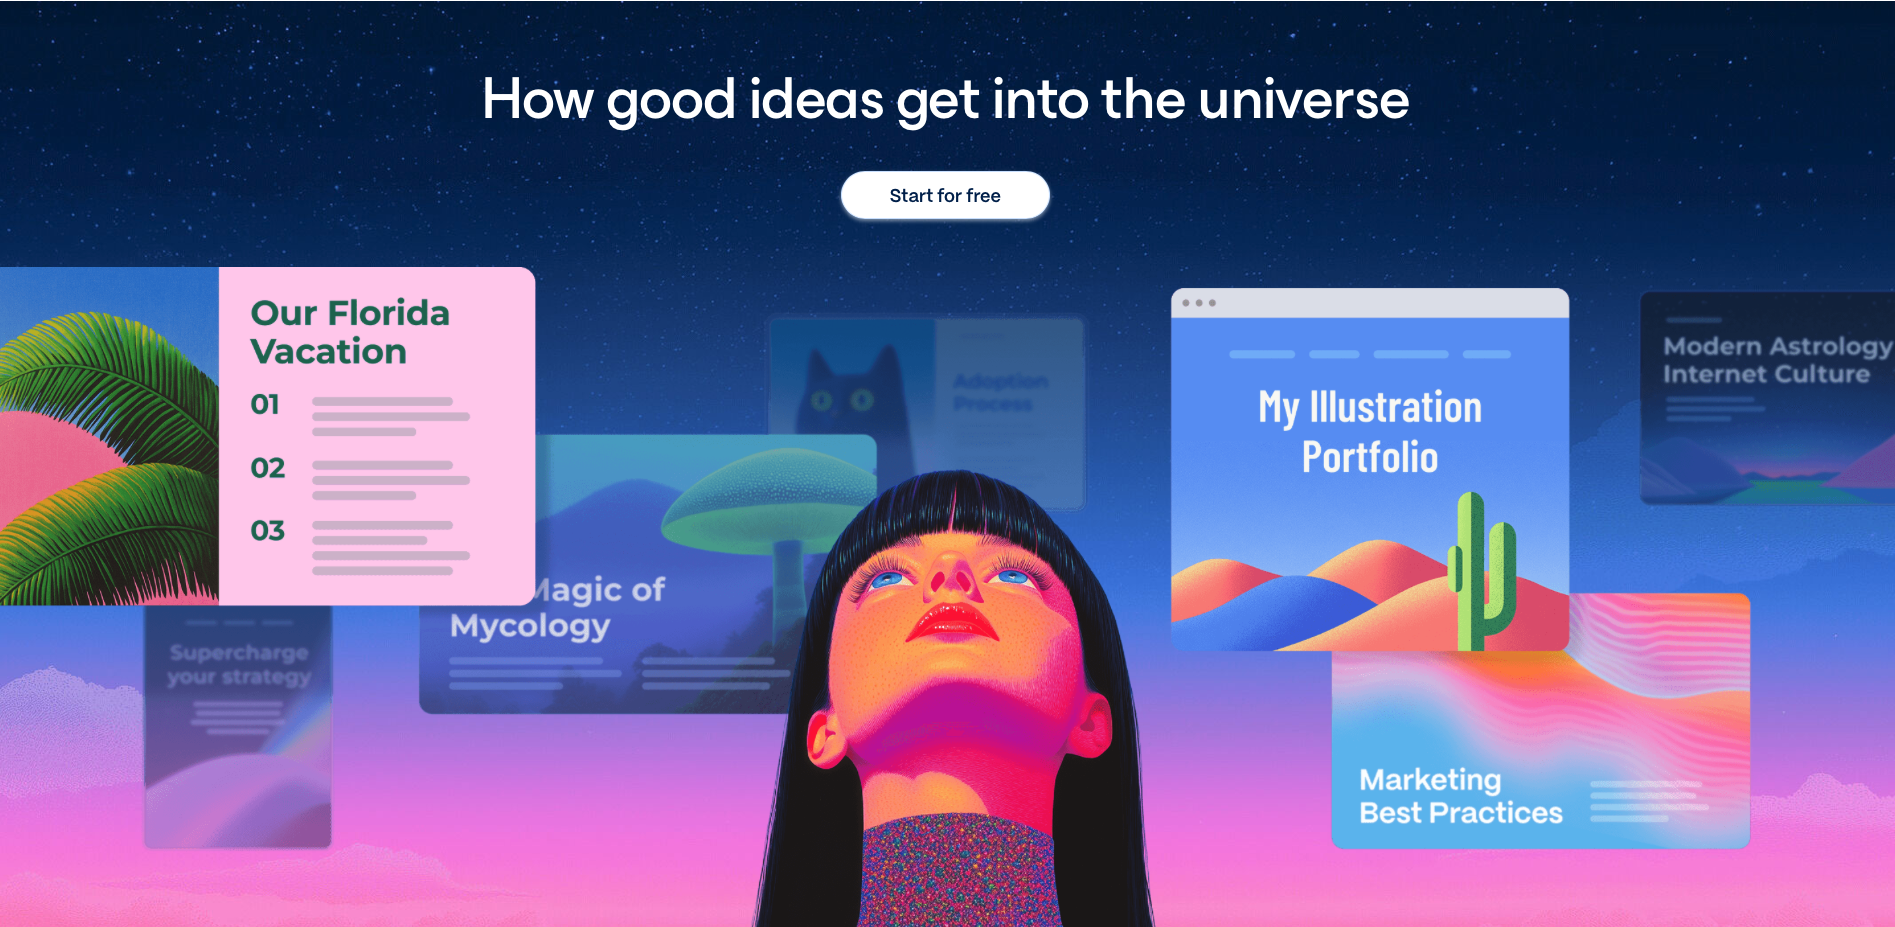 How good ideas get into the universe
Start for free
Our Florida
Vacation
01
02
03
Magic of
Mycology
Supercharge
your strategy
Adoption
Process
My Illustration
Portfolio
Modern Astrology
Internet Culture
Marketing
Best Practices